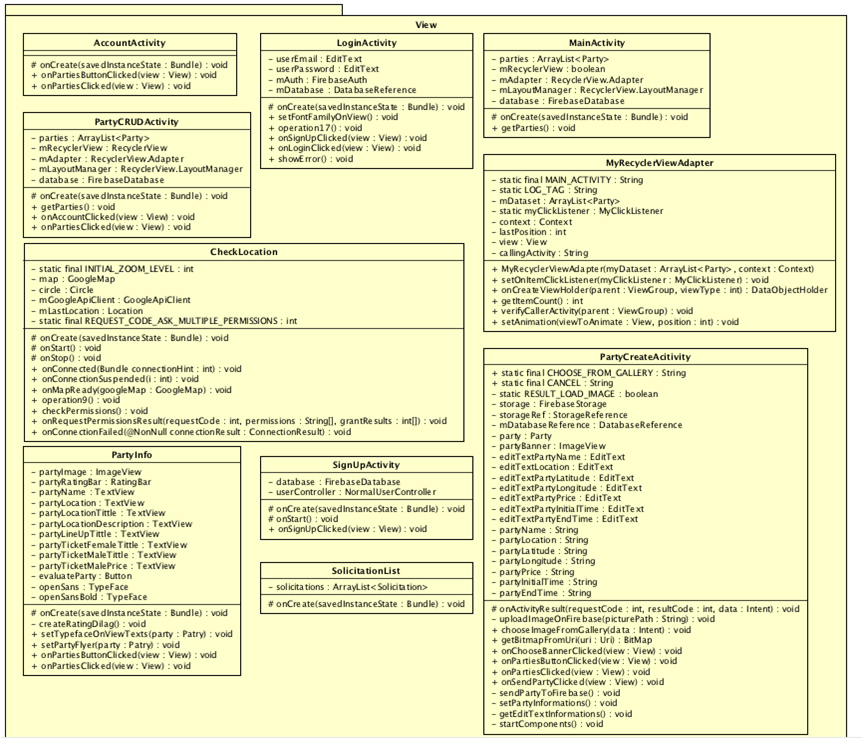 View
AccountActivity
# onCreate(savedInstanceState : Bundle) : void
+ onPartiesButtonClicked(view : View) : void
+ onPartiesClicked(view : View) : void
PartyCRUDActivity
- parties : ArrayList<Party>
- mRecyclerView : RecyclerView
- mAdapter : RecyclerView.Adapter
- mLayoutManager : RecyclerView.LayoutManager
- database : FirebaseDatabase
# onCreate(savedInstanceState : Bundle) : void
+ getParties() : void
+ onAccountClicked(view : View) : void
+ onPartiesClicked(view : View) : void
LoginActivity
- userEmail : EditText
- userPassword : EditText
- mAuth : FirebaseAuth
- mDatabase : DatabaseReference
# onCreate(savedInstanceState : Bundle) : void
+ setFontFamilyOnView() : void
+ operation17() : void
+ onSignUpClicked(view : View) : void
+ onLoginClicked(view : View) : void
+ showError() : void
MainActivity
- parties : ArrayList<Party>
- mRecyclerView : boolean
- mAdapter : RecyclerView.Adapter
- mLayoutManager : RecyclerView.LayoutManager
- database : FirebaseDatabase
# onCreate(savedInstanceState : Bundle) : void
+ getParties() : void
MyRecyclerViewAdapter
- static final MAIN_ACTIVITY : String
- static LOG_TAG : String
- mDataset : ArrayList<Party>
- static myClickListener : MyClickListener
- context : Context
- lastPosition : int
- view : View
- callingActivity : String
+ MyRecyclerViewAdapter(myDataset : ArrayList<Party>, context : Context)
+ setOnItemClickListener(myClickListener : MyClickListener) : void
+ onCreateViewHolder(parent : ViewGroup, viewType : int) : DataObjectHolder
+ getItemCount() : int
+ verifyCallerActivity(parent : ViewGroup) : void
+ setAnimation(viewToAnimate : View, position : int) : void
CheckLocation
- static final INITIAL_ZOOM_LEVEL : int
- map : GoogleMap
- circle : Circle
- mGoogleApiClient : GoogleApiClient
- mLastLocation : Location
- static final REQUEST_CODE_ASK_MULTIPLE_PERMISSIONS : int
# onCreate(savedInstanceState : Bundle) : void
# onStart() : void
# onStop() : void
+ onConnected(Bundle connectionHint : int) : void
+ onConnectionSuspended(i : int) : void
+ onMapReady(googleMap : GoogleMap) : void
+ operation9() : void
+ checkPermissions() : void
+ onRequestPermissionsResult(requestCode : int, permissions : String[], grantResults : int[]) : void
+ onConnectionFailed(@NonNull connectionResult : ConnectionResult) : void
PartyInfo
- partyImage : ImageView
- partyRatingBar : RatingBar
- partyName : TextView
- partyLocation : TextView
- partyLocationTittle : TextView
- partyLocationDescription : TextView
- partyLineUpTittle : TextView
- partyTicketFemaleTittle : TextView
- partyTicketMaleTittle : TextView
- partyTicketMalePrice : TextView
- evaluateParty : Button
- openSans : TypeFace
- openSansBold : TypeFace
# onCreate(savedInstanceState : Bundle) : void
- createRatingDilag() : void
+ setTypefaceOnViewTexts(party : Patry) : void
+ setPartyFlyer(party : Patry) : void
+ onPartiesButtonClicked(view : View) : void
+ onPartiesClicked(view : View) : void
SignUpActivity
- database : FirebaseDatabase
- userController : NormalUserController
# onCreate(savedInstanceState : Bundle) : void
# onStart() : void
+ onSignUpClicked(view : View) : void
SolicitationList
- solicitations : ArrayList<Solicitation>
# onCreate(savedInstanceState : Bundle) : void
PartyCreateAcitivity
+ static final CHOOSE_FROM_GALLERY : String
+ static final CANCEL : String
- static RESULT_LOAD_IMAGE : boolean
- storage : FirebaseStorage
- storageRef : StorageReference
- mDatabaseReference : DatabaseReference
- party : Party
- partyBanner : ImageView
- editTextPartyName : EditText
- editTextLocation : EditText
- editTextPartyLatitude : EditText
- editTextPartyLongitude : EditText
- editTextPartyPrice : EditText
- editTextPartyInitialTime : EditText
- editTextPartyEndTime : EditText
- partyName : String
- partyLocation : String
- partyLatitude : String
- partyLongitude : String
- partyPrice : String
- partyInitialTime : String
- partyEndTime : String
# onActivityResult(requestCode : int, resultCode : int, data : Intent) : void
- uploadImageOnFirebase(picturePath : String) : void
+ chooseImageFromGallery(data : Intent) : void
+ getBitmapFromUri(uri : Uri) : BitMap
+ onChooseBannerClicked(view : View) : void
+ onPartiesButtonClicked(view : View) : void
+ onPartiesClicked(view : View) : void
+ onSendPartyClicked(view : View) : void
- sendPartyToFirebase() : void
- setPartyInformations() : void
- getEditTextInformations() : void
- startComponents() : void